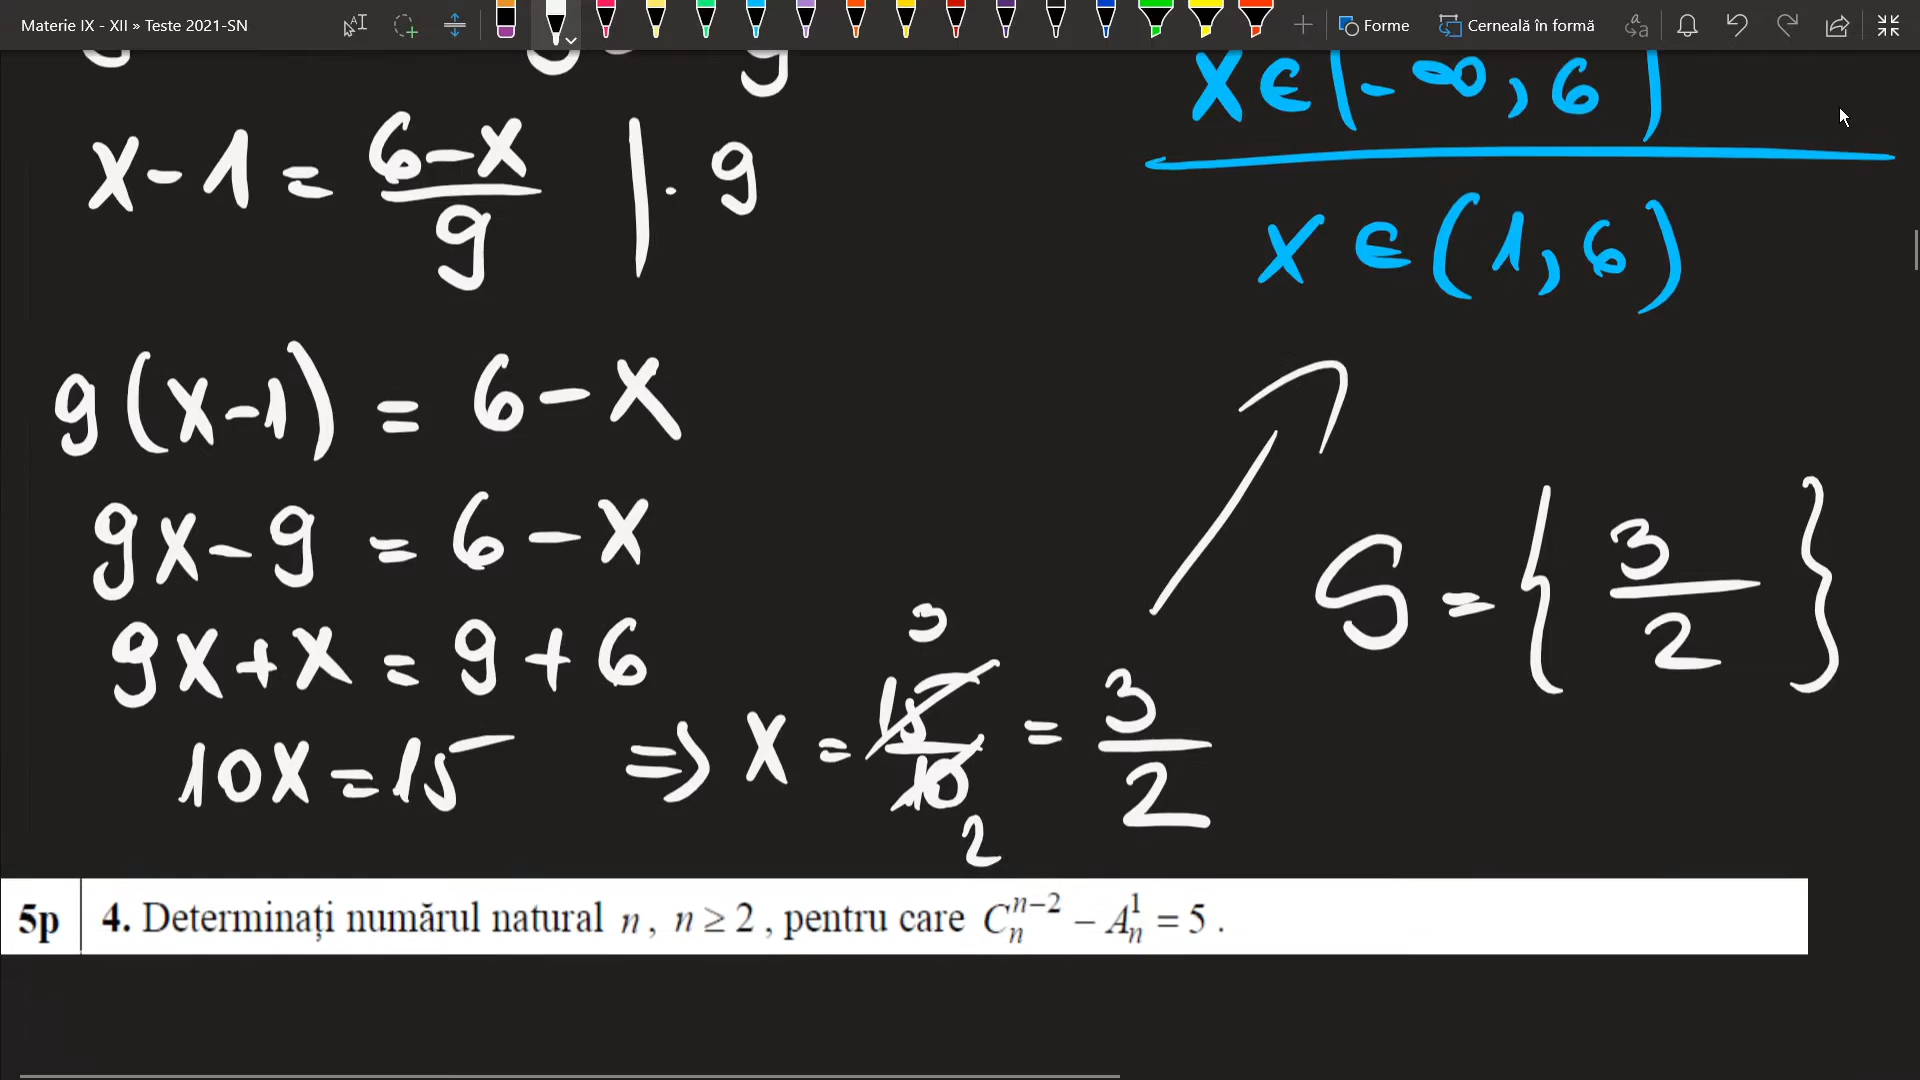 Materie IX - XII » Teste 2021-SN
Forme
Cerneală în formă
x - 1 = (6 - x)/9 | · 9
9(x - 1) = 6 - x
9x - 9 = 6 - x
9x + x = 9 + 6
10x = 15 => x = 15/10 = 3/2
3
2
x ∈ (-∞, 6)
x ∈ (1, 6)
S = { 3/2 }
5p 4. Determinați numărul natural n, n ≥ 2, pentru care C_n^{n-2} - A_n^1 = 5.